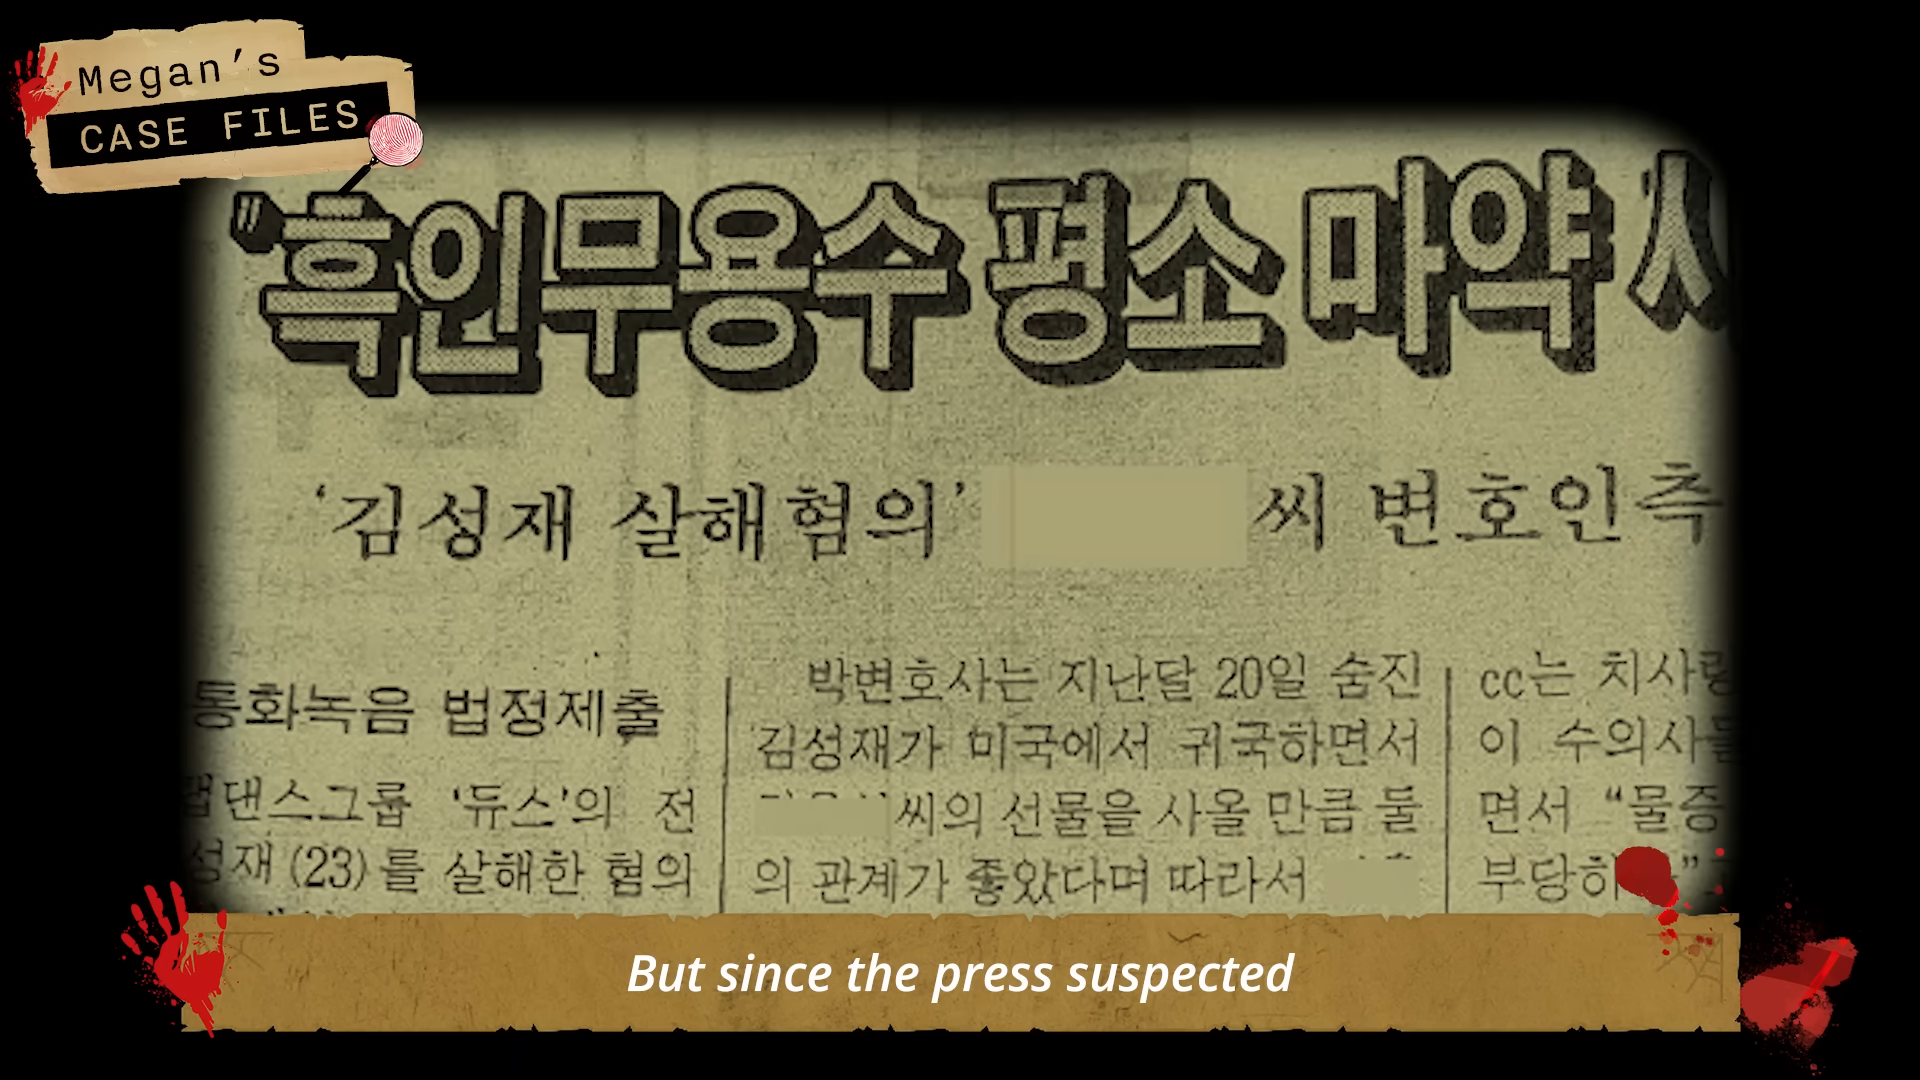 Megan's
CASE FILES
"흑인무용수 평소 마약
'김성재 살해혐의' 씨 변호인측
통화녹음 법정제출
랩댄스그룹 '듀스'의 전
성재 (23) 를 살해한 혐의
박변호사는 지난달 20일 숨진
김성재가 미국에서 귀국하면서
씨의 선물을 사올 만큼 둘
의 관계가 좋았다며 따라서
cc는 치사량
이 수의사들
면서 "물증
부당하 "
But since the press suspected